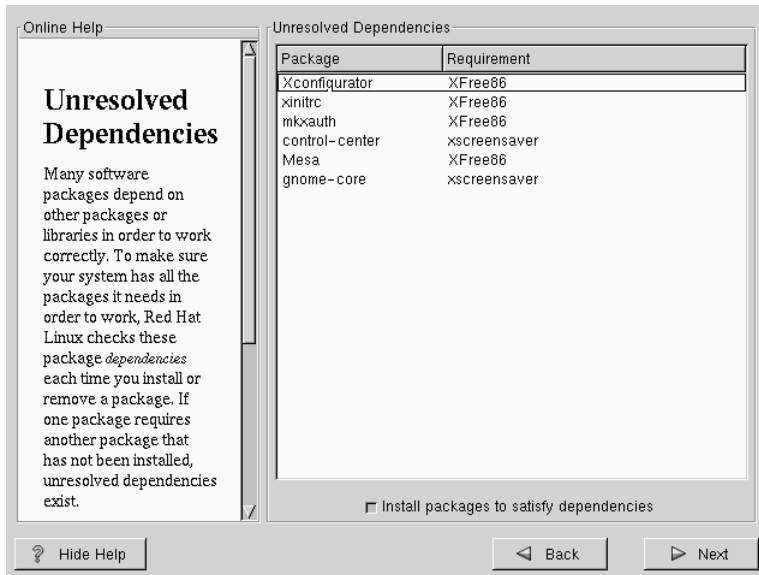 Online Help
Unresolved
Dependencies
Many software
packages depend on
other packages or
libraries in order to work
correctly. To make sure
your system has all the
packages it needs in
order to work, Red Hat
Linux checks these
package dependencies
each time you install or
remove a package. If
one package requires
another package that
has not been installed,
unresolved dependencies
exist.
Unresolved Dependencies
Package Requirement
Xconfigurator XFree86
xinitrc XFree86
mkxauth XFree86
control-center xscreensaver
Mesa XFree86
gnome-core xscreensaver
Install packages to satisfy dependencies
? Hide Help
Back
Next